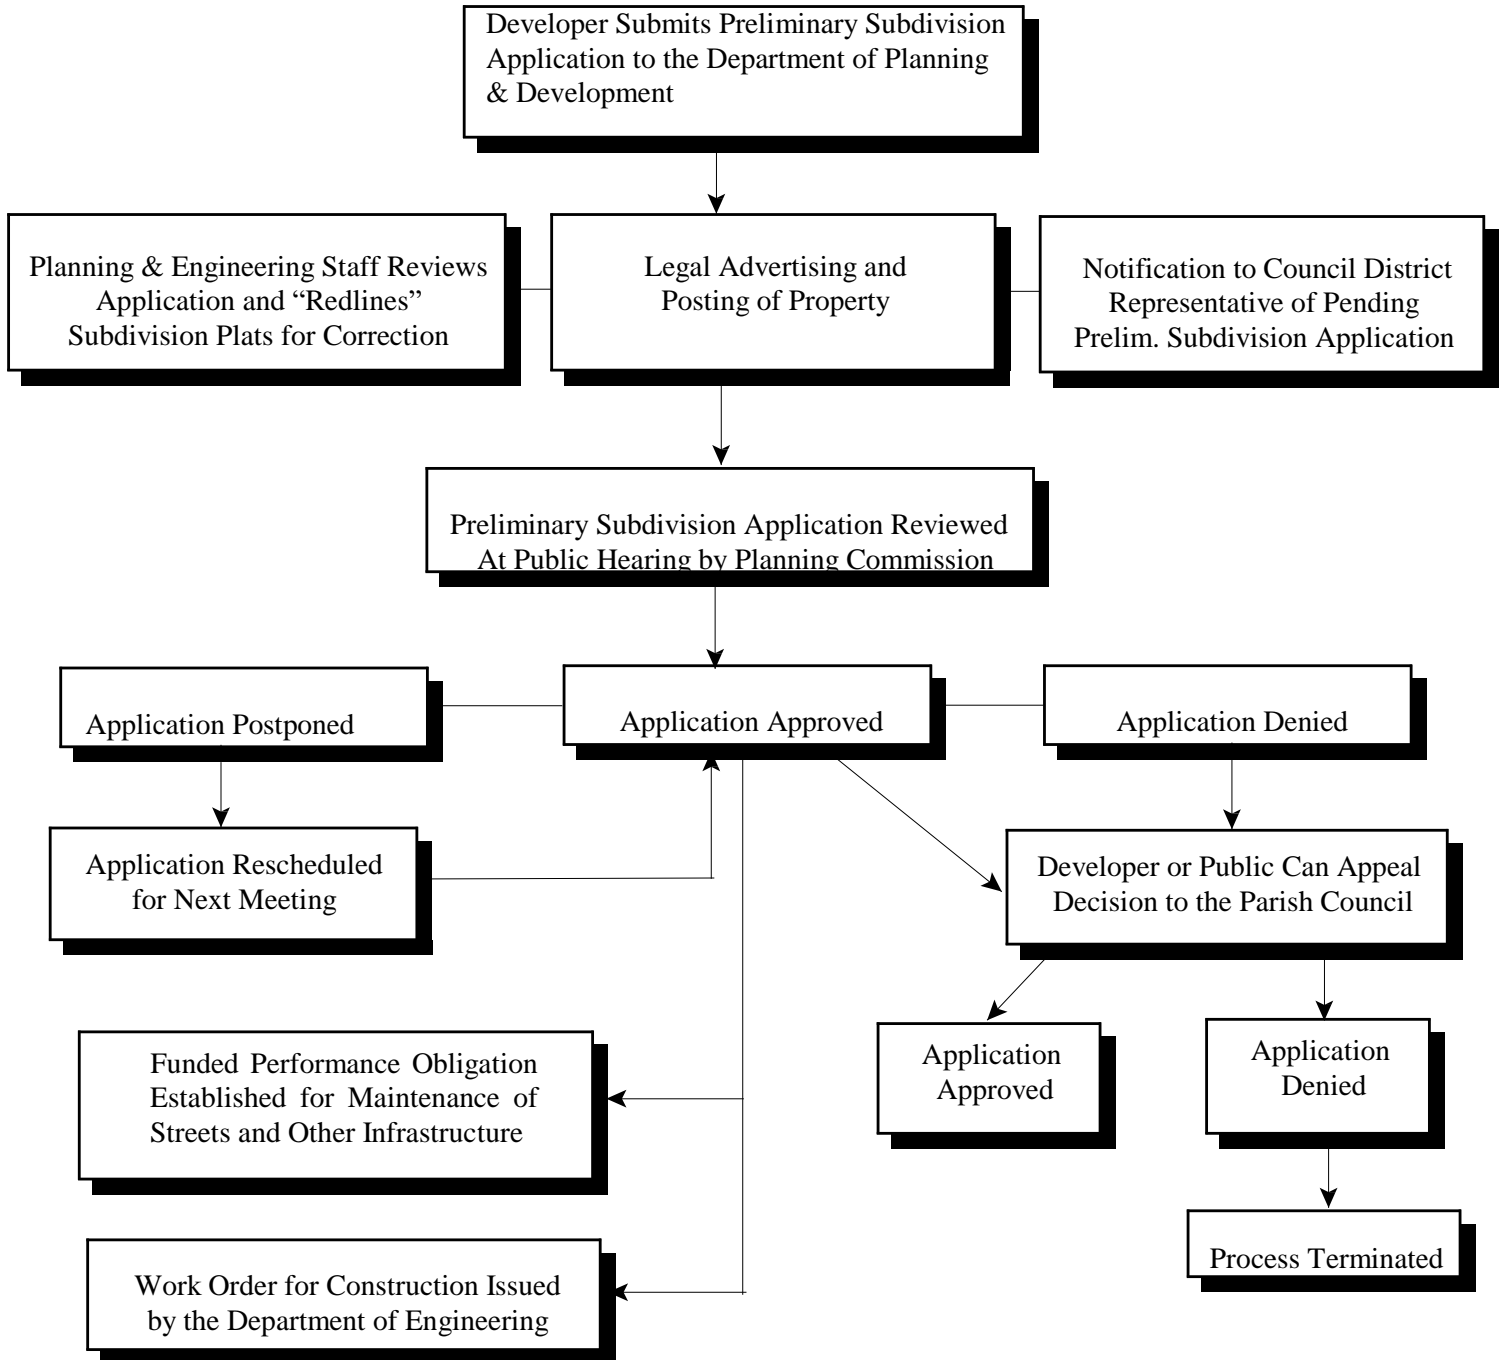 Developer Submits Preliminary Subdivision
Application to the Department of Planning
& Development
Planning & Engineering Staff Reviews
Application and “Redlines”
Subdivision Plats for Correction
Legal Advertising and
Posting of Property
Notification to Council District
Representative of Pending
Prelim. Subdivision Application
Preliminary Subdivision Application Reviewed
At Public Hearing by Planning Commission
Application Postponed
Application Approved
Application Denied
Application Rescheduled
for Next Meeting
Developer or Public Can Appeal
Decision to the Parish Council
Funded Performance Obligation
Established for Maintenance of
Streets and Other Infrastructure
Application
Approved
Application
Denied
Process Terminated
Work Order for Construction Issued
by the Department of Engineering